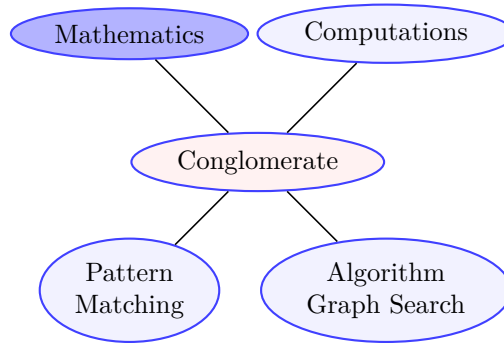 Mathematics
Computations
Conglomerate
Pattern
Matching
Algorithm
Graph Search